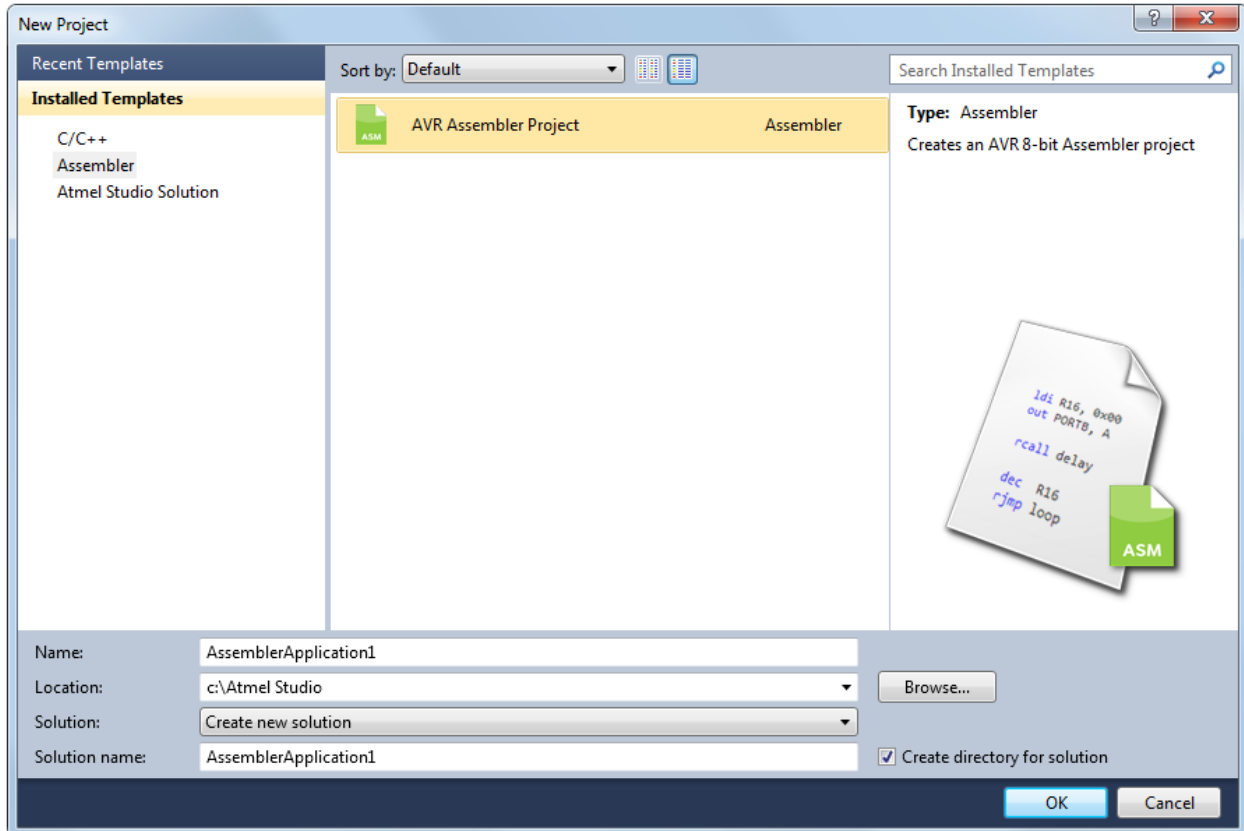 New Project
Recent Templates
Installed Templates
C/C++
Assembler
Atmel Studio Solution
Sort by: Default
AVR Assembler Project Assembler
ASM
Search Installed Templates
Type: Assembler
Creates an AVR 8-bit Assembler project
ldi R16, 0x00
out PORTB, A
rcall delay
dec R16
rjmp loop
ASM
Name: AssemblerApplication1
Location: c:\Atmel Studio Browse...
Solution: Create new solution
Solution name: AssemblerApplication1 Create directory for solution
OK Cancel